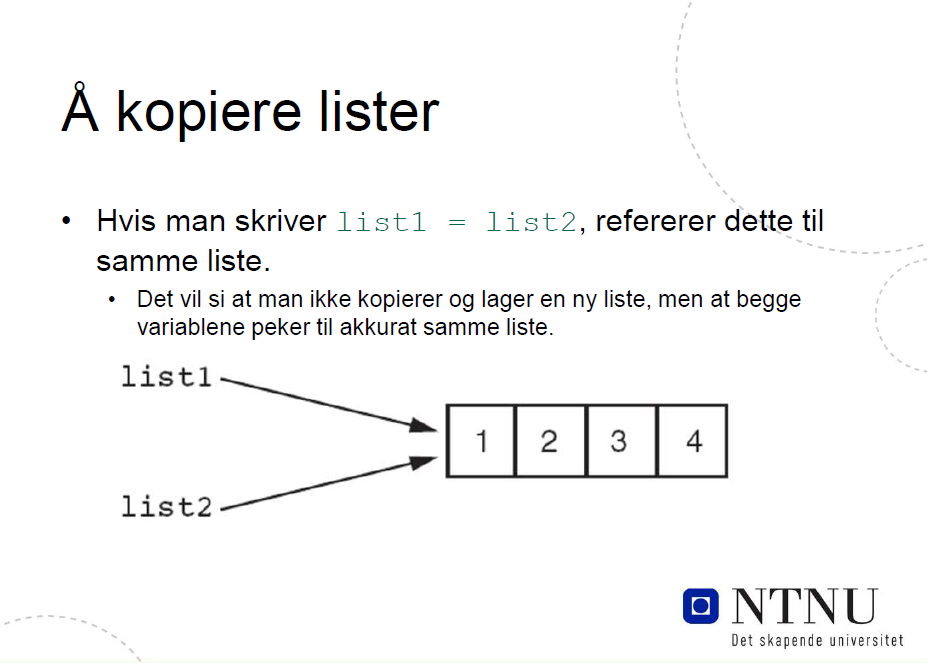 Å kopiere lister
• Hvis man skriver list1 = list2, refererer dette til
samme liste.
• Det vil si at man ikke kopierer og lager en ny liste, men at begge
variablene peker til akkurat samme liste.
list1
1 2 3 4
list2
NTNU
Det skapende universitet